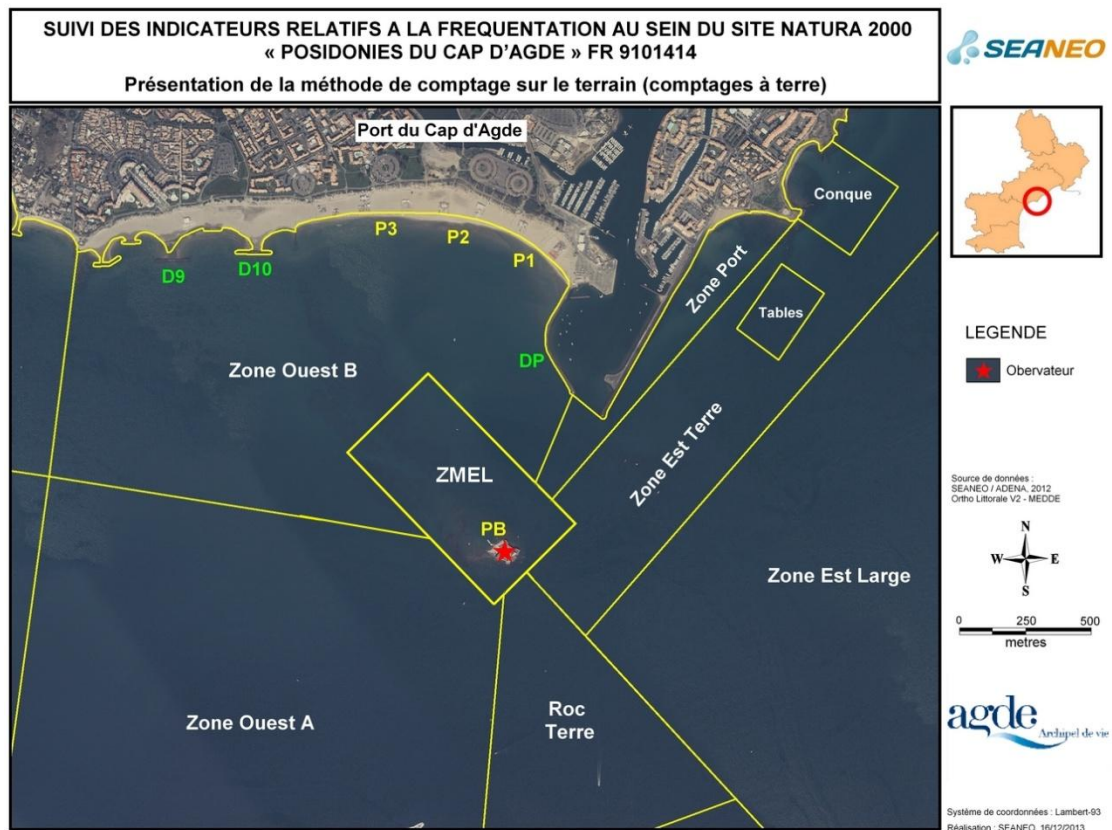 SUIVI DES INDICATEURS RELATIFS A LA FREQUENTATION AU SEIN DU SITE NATURA 2000
« POSIDONIES DU CAP D'AGDE » FR 9101414
Présentation de la méthode de comptage sur le terrain (comptages à terre)
SEANEO
Port du Cap d'Agde
Conque
P3
P2
P1
D9
D10
Zone Port
Tables
DP
Zone Ouest B
Zone Est Terre
ZMEL
PB
Zone Est Large
Zone Ouest A
Roc
Terre
LEGENDE
Obervateur
Source de données :
SEANEO / ADENA, 2012
Ortho Littorale V2 - MEDDE
N
W E
S
0 250 500
metres
agde
Archipel de vie
Système de coordonnées : Lambert-93
Réalisation : SEANEO, 16/12/2013